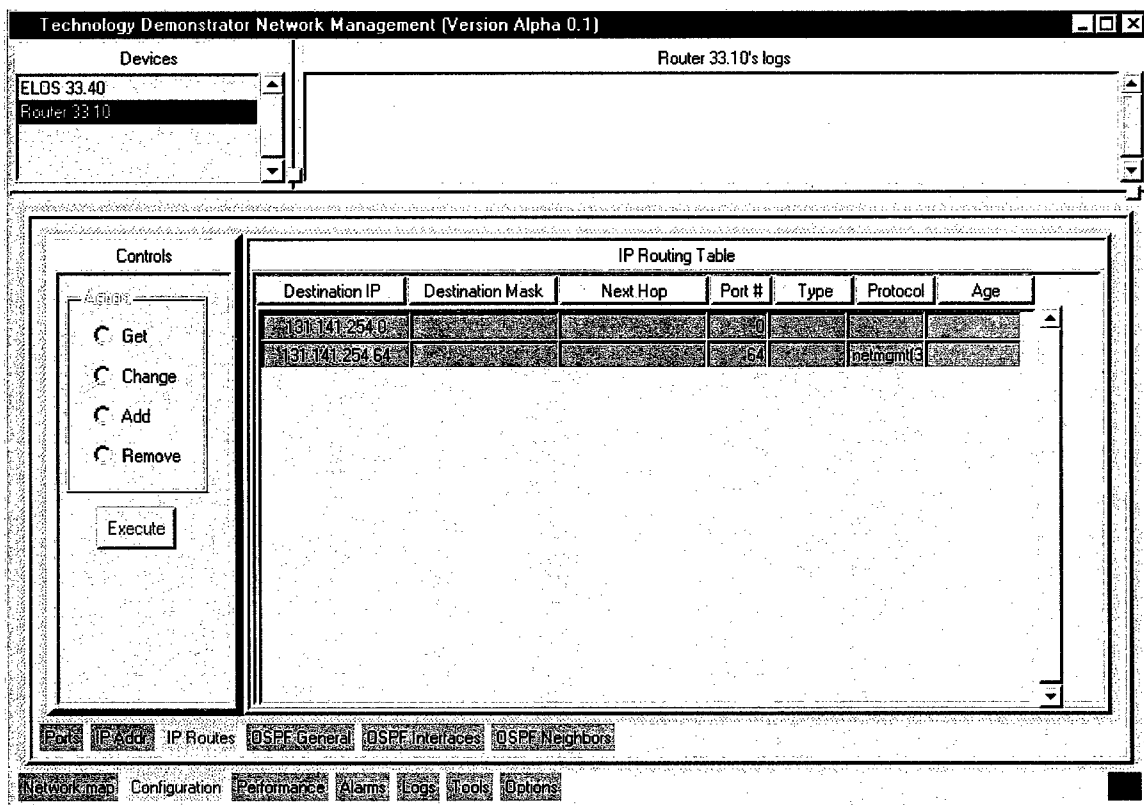 Technology Demonstrator Network Management (Version Alpha 0.1)
Devices
Router 33.10's logs
ELOS 33.40
Router 33.10
Controls
IP Routing Table
Destination IP Destination Mask Next Hop Port # Type Protocol Age
Get
Change
Add
Remove
Execute
131.141.254.0 0
131.141.254.64 64 netmgmt(3
Ports IP Addr IP Routes OSPF General OSPF Interfaces OSPF Neighbors
Network map Configuration Performance Alarms Logs Tools Options